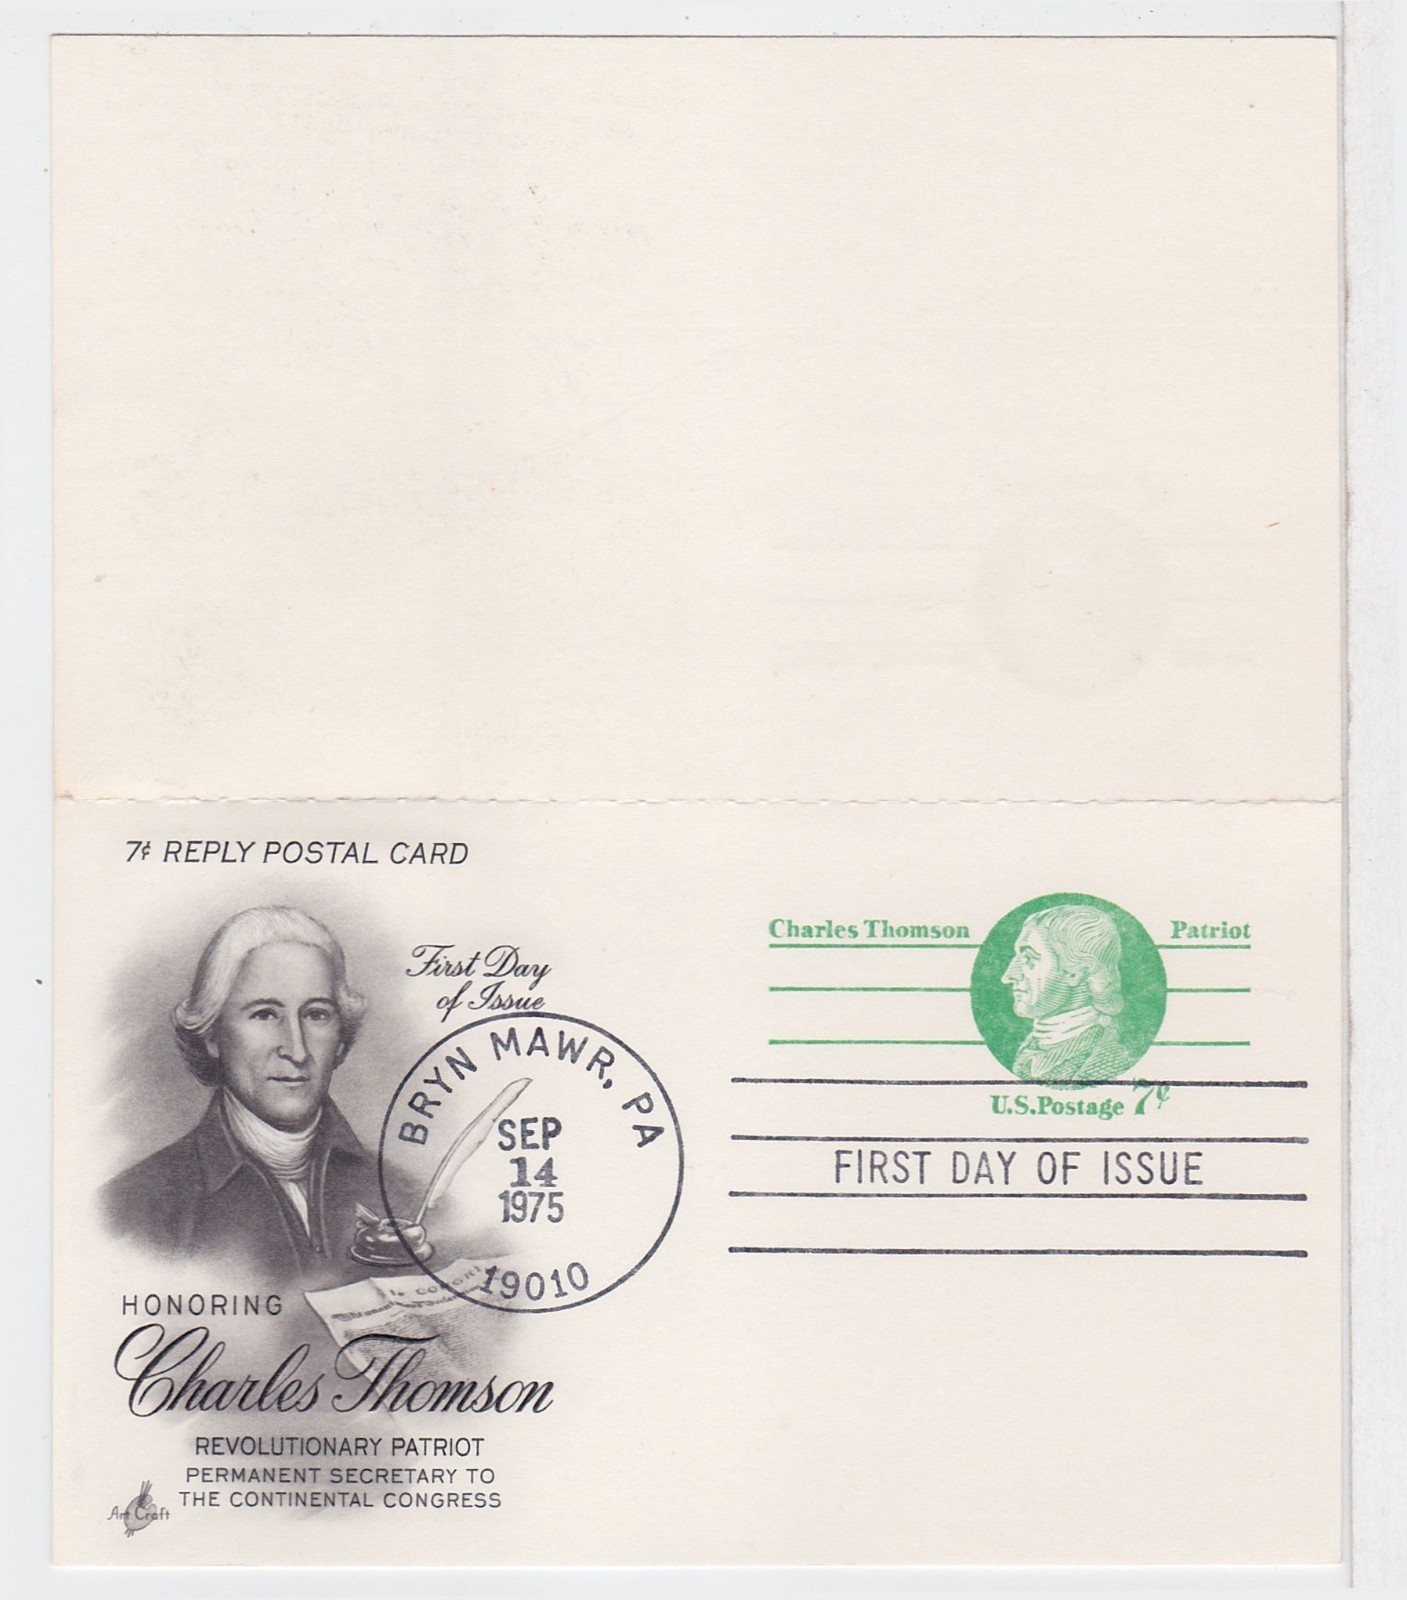 7¢ REPLY POSTAL CARD
First Day
of Issue
BRYN MAWR, PA
SEP
14
1975
19010
Charles Thomson Patriot
U.S.Postage 7¢
FIRST DAY OF ISSUE
HONORING
Charles Thomson
REVOLUTIONARY PATRIOT
PERMANENT SECRETARY TO
THE CONTINENTAL CONGRESS
Art Craft